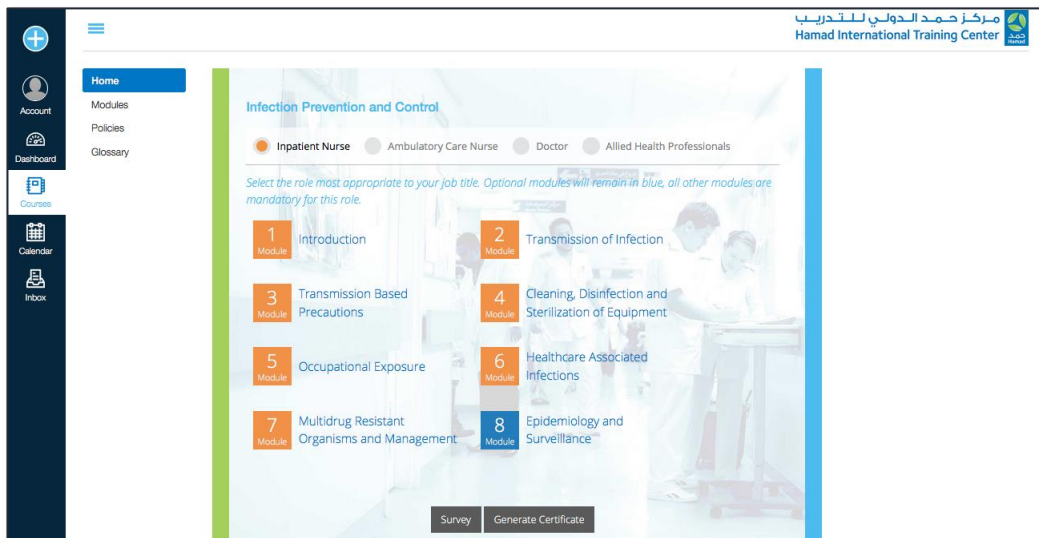 مركز حمد الدولي للتدريب
Hamad International Training Center
حمد
Hamad
Account
Dashboard
Courses
Calendar
Inbox
Home
Modules
Policies
Glossary
Infection Prevention and Control
Inpatient Nurse
Ambulatory Care Nurse
Doctor
Allied Health Professionals
Select the role most appropriate to your job title. Optional modules will remain in blue, all other modules are
mandatory for this role.
1
Module
Introduction
2
Module
Transmission of Infection
3
Module
Transmission Based
Precautions
4
Module
Cleaning, Disinfection and
Sterilization of Equipment
5
Module
Occupational Exposure
6
Module
Healthcare Associated
Infections
7
Module
Multidrug Resistant
Organisms and Management
8
Module
Epidemiology and
Surveillance
Survey
Generate Certificate